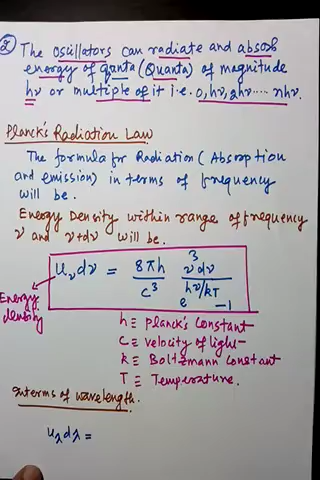 ② The oscillators can radiate and absorb
energy of qanta (Quanta) of magnitude
hν or multiple of it i.e. 0, hν, 2hν ..... nhν.
Planck's Radiation Law
The formula for Radiation (Absorption
and emission) in terms of frequency
will be.
Energy Density within range of frequency
ν and ν+dν will be.
uνdν = 8πh/c³ ν³dν/e^hν/kT -1
Energy density
h ≡ Planck's Constant
C ≡ velocity of light
k ≡ Boltzmann Constant
T ≡ Temperature.
Interms of wavelength.
uλdλ =